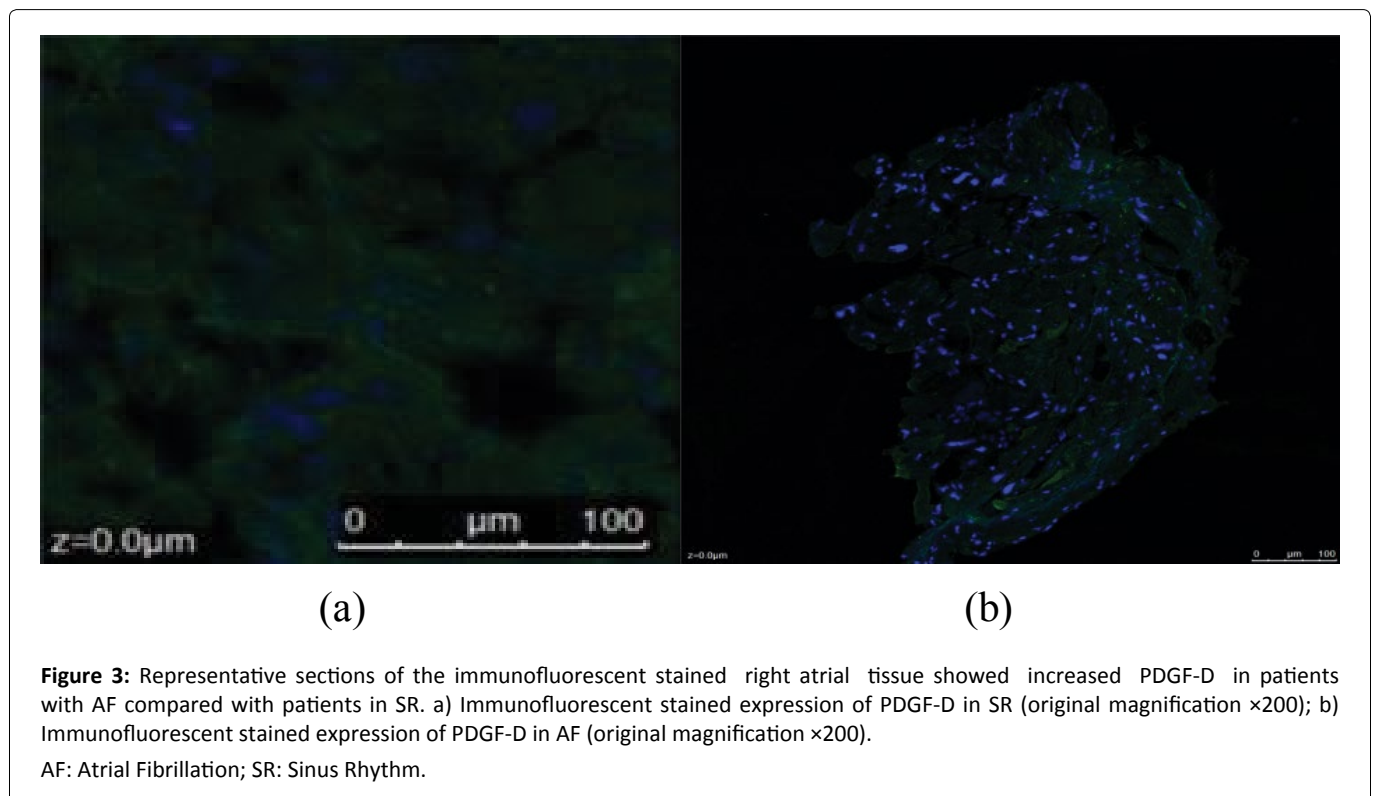 0 μm 100
z=0.0μm
z=0.0μm
0 μm 100
(a)
(b)
Figure 3: Representative sections of the immunofluorescent stained right atrial tissue showed increased PDGF-D in patients
with AF compared with patients in SR. a) Immunofluorescent stained expression of PDGF-D in SR (original magnification ×200); b)
Immunofluorescent stained expression of PDGF-D in AF (original magnification ×200).
AF: Atrial Fibrillation; SR: Sinus Rhythm.